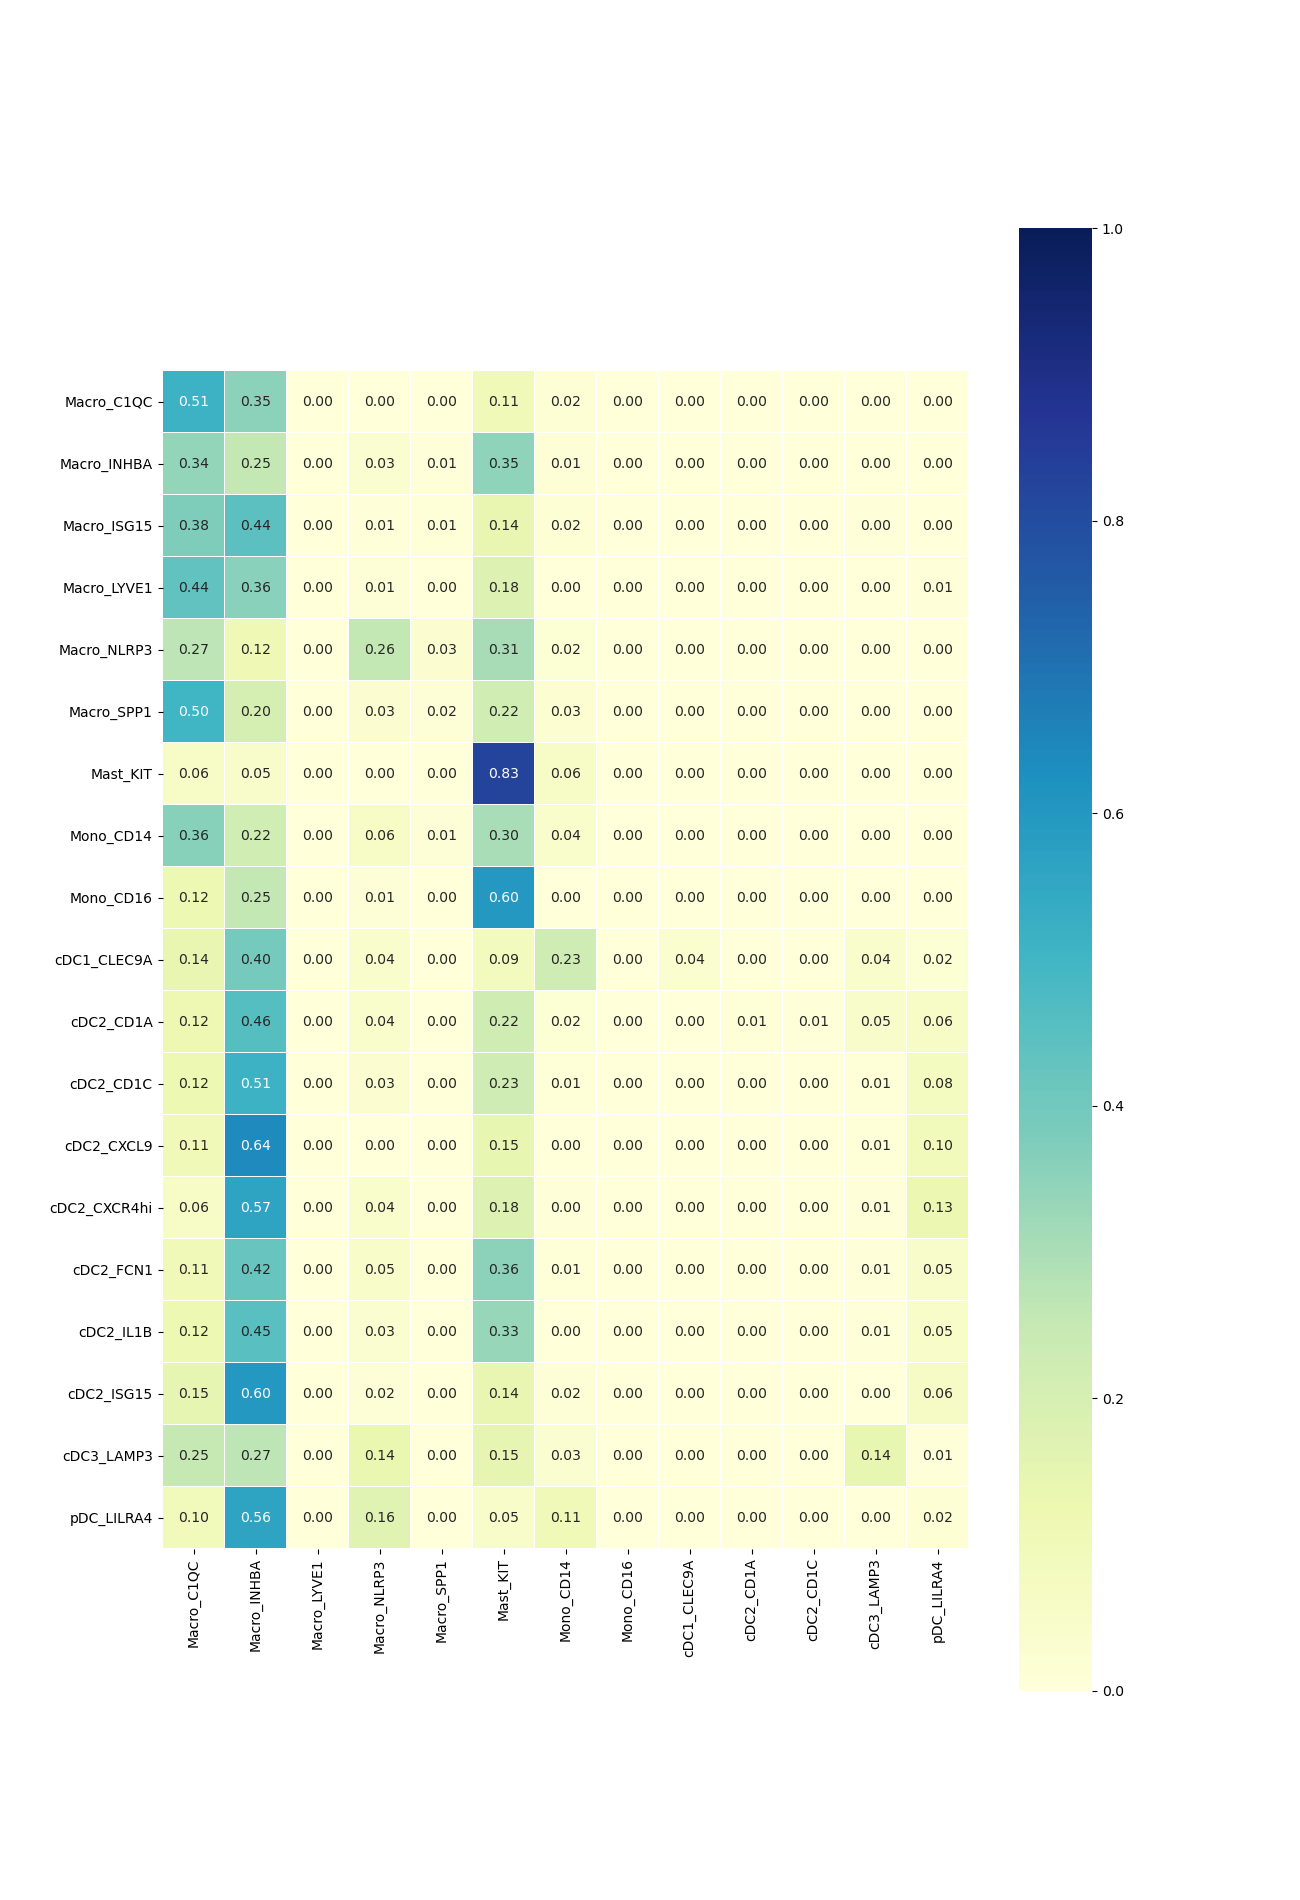 1.0
Macro_C1QC 0.51 0.35 0.00 0.00 0.00 0.11 0.02 0.00 0.00 0.00 0.00 0.00 0.00
Macro_INHBA 0.34 0.25 0.00 0.03 0.01 0.35 0.01 0.00 0.00 0.00 0.00 0.00 0.00
0.8
Macro_ISG15 0.38 0.44 0.00 0.01 0.01 0.14 0.02 0.00 0.00 0.00 0.00 0.00 0.00
Macro_LYVE1 0.44 0.36 0.00 0.01 0.00 0.18 0.00 0.00 0.00 0.00 0.00 0.00 0.01
Macro_NLRP3 0.27 0.12 0.00 0.26 0.03 0.31 0.02 0.00 0.00 0.00 0.00 0.00 0.00
Macro_SPP1 0.50 0.20 0.00 0.03 0.02 0.22 0.03 0.00 0.00 0.00 0.00 0.00 0.00
Mast_KIT 0.06 0.05 0.00 0.00 0.00 0.83 0.06 0.00 0.00 0.00 0.00 0.00 0.00
0.6
Mono_CD14 0.36 0.22 0.00 0.06 0.01 0.30 0.04 0.00 0.00 0.00 0.00 0.00 0.00
Mono_CD16 0.12 0.25 0.00 0.01 0.00 0.60 0.00 0.00 0.00 0.00 0.00 0.00 0.00
cDC1_CLEC9A 0.14 0.40 0.00 0.04 0.00 0.09 0.23 0.00 0.04 0.00 0.00 0.04 0.02
cDC2_CD1A 0.12 0.46 0.00 0.04 0.00 0.22 0.02 0.00 0.00 0.01 0.01 0.05 0.06
cDC2_CD1C 0.12 0.51 0.00 0.03 0.00 0.23 0.01 0.00 0.00 0.00 0.00 0.01 0.08
0.4
cDC2_CXCL9 0.11 0.64 0.00 0.00 0.00 0.15 0.00 0.00 0.00 0.00 0.00 0.01 0.10
cDC2_CXCR4hi 0.06 0.57 0.00 0.04 0.00 0.18 0.00 0.00 0.00 0.00 0.00 0.01 0.13
cDC2_FCN1 0.11 0.42 0.00 0.05 0.00 0.36 0.01 0.00 0.00 0.00 0.00 0.01 0.05
cDC2_IL1B 0.12 0.45 0.00 0.03 0.00 0.33 0.00 0.00 0.00 0.00 0.00 0.01 0.05
cDC2_ISG15 0.15 0.60 0.00 0.02 0.00 0.14 0.02 0.00 0.00 0.00 0.00 0.00 0.06
0.2
cDC3_LAMP3 0.25 0.27 0.00 0.14 0.00 0.15 0.03 0.00 0.00 0.00 0.00 0.14 0.01
pDC_LILRA4 0.10 0.56 0.00 0.16 0.00 0.05 0.11 0.00 0.00 0.00 0.00 0.00 0.02
Macro_C1QC
Macro_INHBA
Macro_LYVE1
Macro_NLRP3
Macro_SPP1
Mast_KIT
Mono_CD14
Mono_CD16
cDC1_CLEC9A
cDC2_CD1A
cDC2_CD1C
cDC3_LAMP3
pDC_LILRA4
0.0